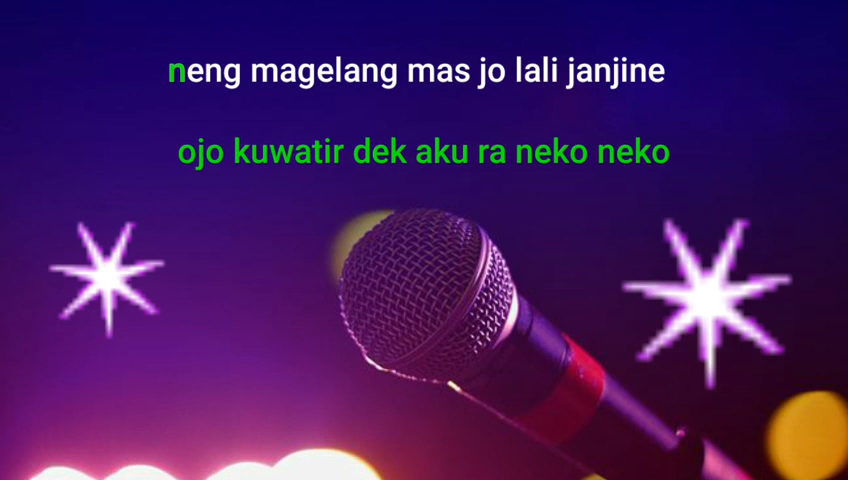 neng magelang mas jo lali janjine
ojo kuwatir dek aku ra neko neko